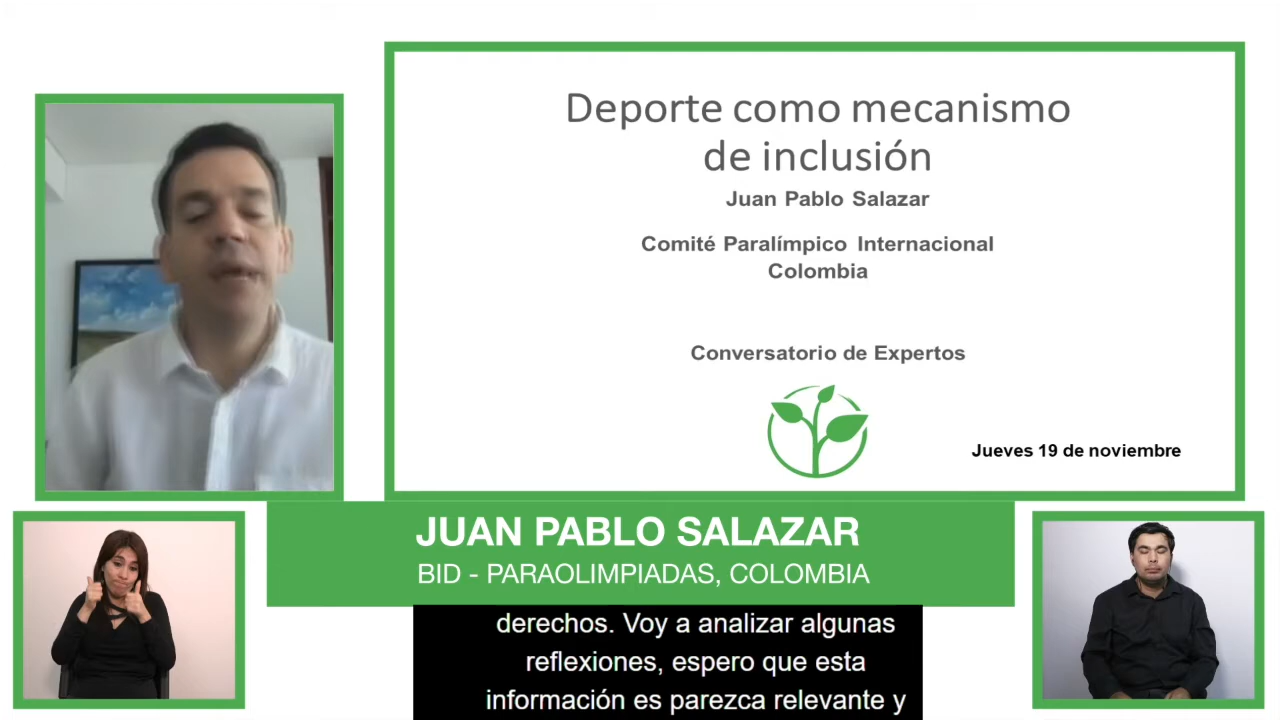 Deporte como mecanismo
de inclusión
Juan Pablo Salazar
Comité Paralímpico Internacional
Colombia
Conversatorio de Expertos
Jueves 19 de noviembre
JUAN PABLO SALAZAR
BID - PARAOLIMPIADAS, COLOMBIA
derechos. Voy a analizar algunas
reflexiones, espero que esta
información es parezca relevante y